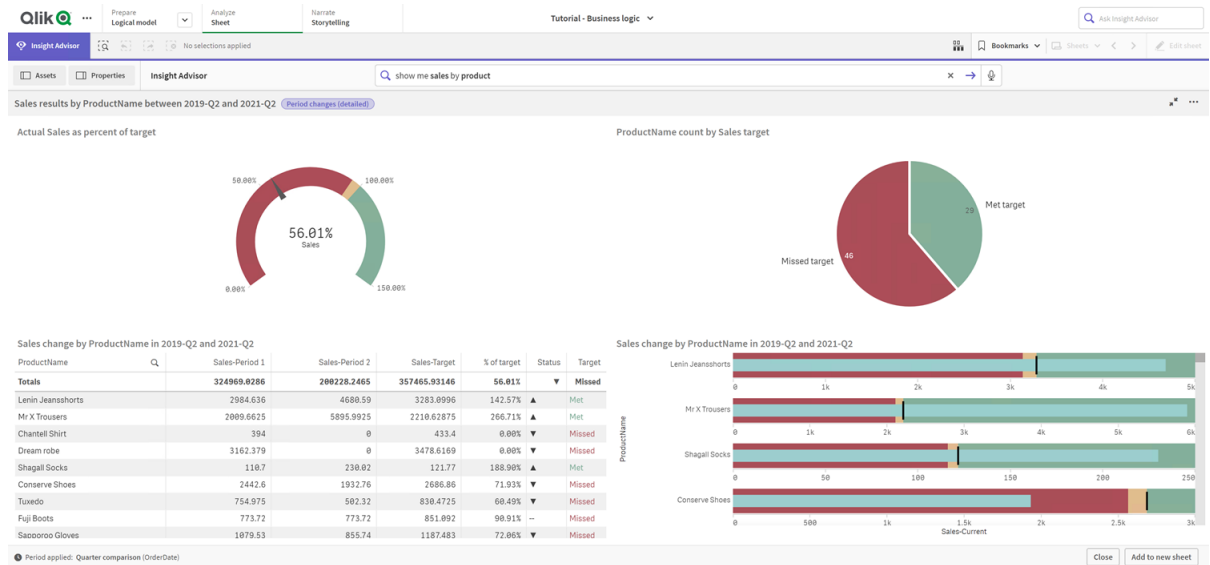 Qlik
Prepare
Logical model
Analyze
Sheet
Narrate
Storytelling
Tutorial - Business logic
Ask Insight Advisor
Insight Advisor
No selections applied
Bookmarks
Sheets
Edit sheet
Assets
Properties
Insight Advisor
show me sales by product
Sales results by ProductName between 2019-Q2 and 2021-Q2 Period changes (detailed)
Actual Sales as percent of target
50.00%
100.00%
56.01%
Sales
0.00%
150.00%
ProductName count by Sales target
Met target
29
Missed target
46
Sales change by ProductName in 2019-Q2 and 2021-Q2
ProductName Sales-Period 1 Sales-Period 2 Sales-Target % of target Status Target
Totals 324969.0286 200228.2465 357465.93146 56.01% ▼ Missed
Lenin Jeansshorts 2984.636 4680.59 3283.0996 142.57% ▲ Met
Mr X Trousers 2009.6625 5895.9925 2210.62875 266.71% ▲ Met
Chantell Shirt 394 0 433.4 0.00% ▼ Missed
Dream robe 3162.379 0 3478.6169 0.00% ▼ Missed
Shagall Socks 110.7 230.02 121.77 188.90% ▲ Met
Conserve Shoes 2442.6 1932.76 2686.86 71.93% ▼ Missed
Tuxedo 754.975 502.32 830.4725 60.49% ▼ Missed
Fuji Boots 773.72 773.72 851.092 90.91% -- Missed
Sapporoo Gloves 1079.53 855.74 1187.483 72.06% ▼ Missed
Sales change by ProductName in 2019-Q2 and 2021-Q2
ProductName
Lenin Jeansshorts
0 1k 2k 3k 4k 5k
Mr X Trousers
0 1k 2k 3k 4k 5k 6k
Shagall Socks
0 50 100 150 200 250
Conserve Shoes
0 500 1k 1.5k 2k 2.5k 3k
Sales-Current
Period applied: Quarter comparison (OrderDate)
Close
Add to new sheet